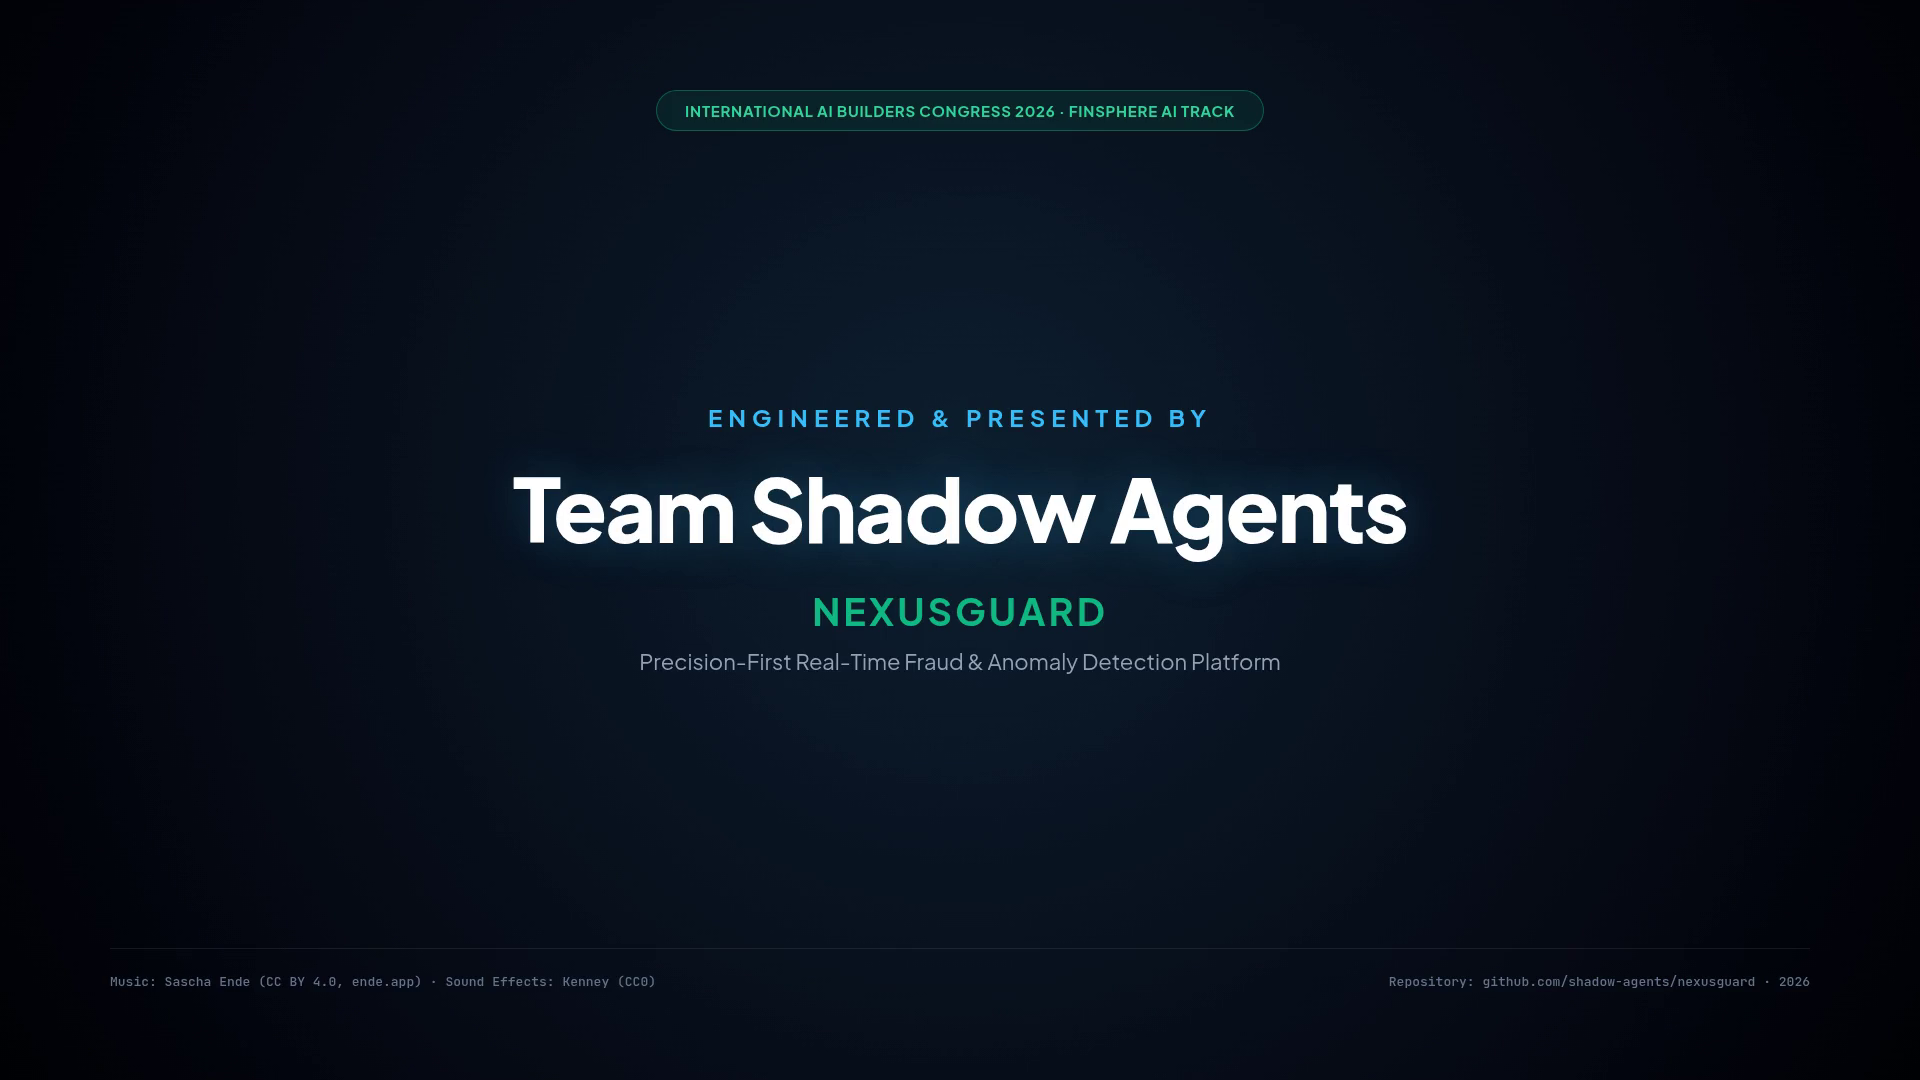 INTERNATIONAL AI BUILDERS CONGRESS 2026 · FINSPHERE AI TRACK
ENGINEERED & PRESENTED BY
Team Shadow Agents
NEXUSGUARD
Precision-First Real-Time Fraud & Anomaly Detection Platform
Music: Sascha Ende (CC BY 4.0, ende.app) · Sound Effects: Kenney (CC0)
Repository: github.com/shadow-agents/nexusguard · 2026